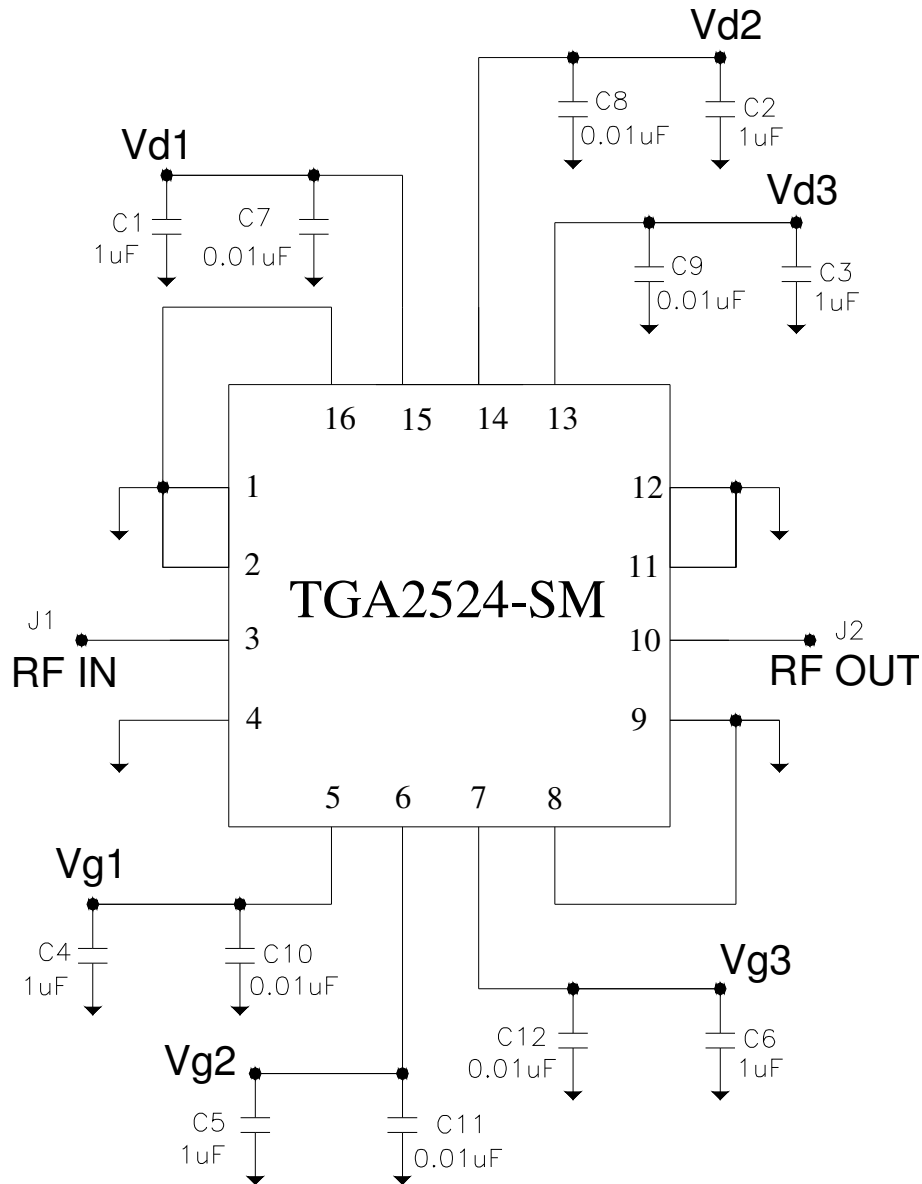 Vd2
C8
0.01uF
C2
1uF
Vd1
C1
1uF
C7
0.01uF
Vd3
C9
0.01uF
C3
1uF
16 15 14 13
1
2
3
4
12
11
10
9
TGA2524-SM
J1
RF IN
J2
RF OUT
5 6 7 8
Vg1
C4
1uF
C10
0.01uF
Vg3
C12
0.01uF
C6
1uF
Vg2
C5
1uF
C11
0.01uF